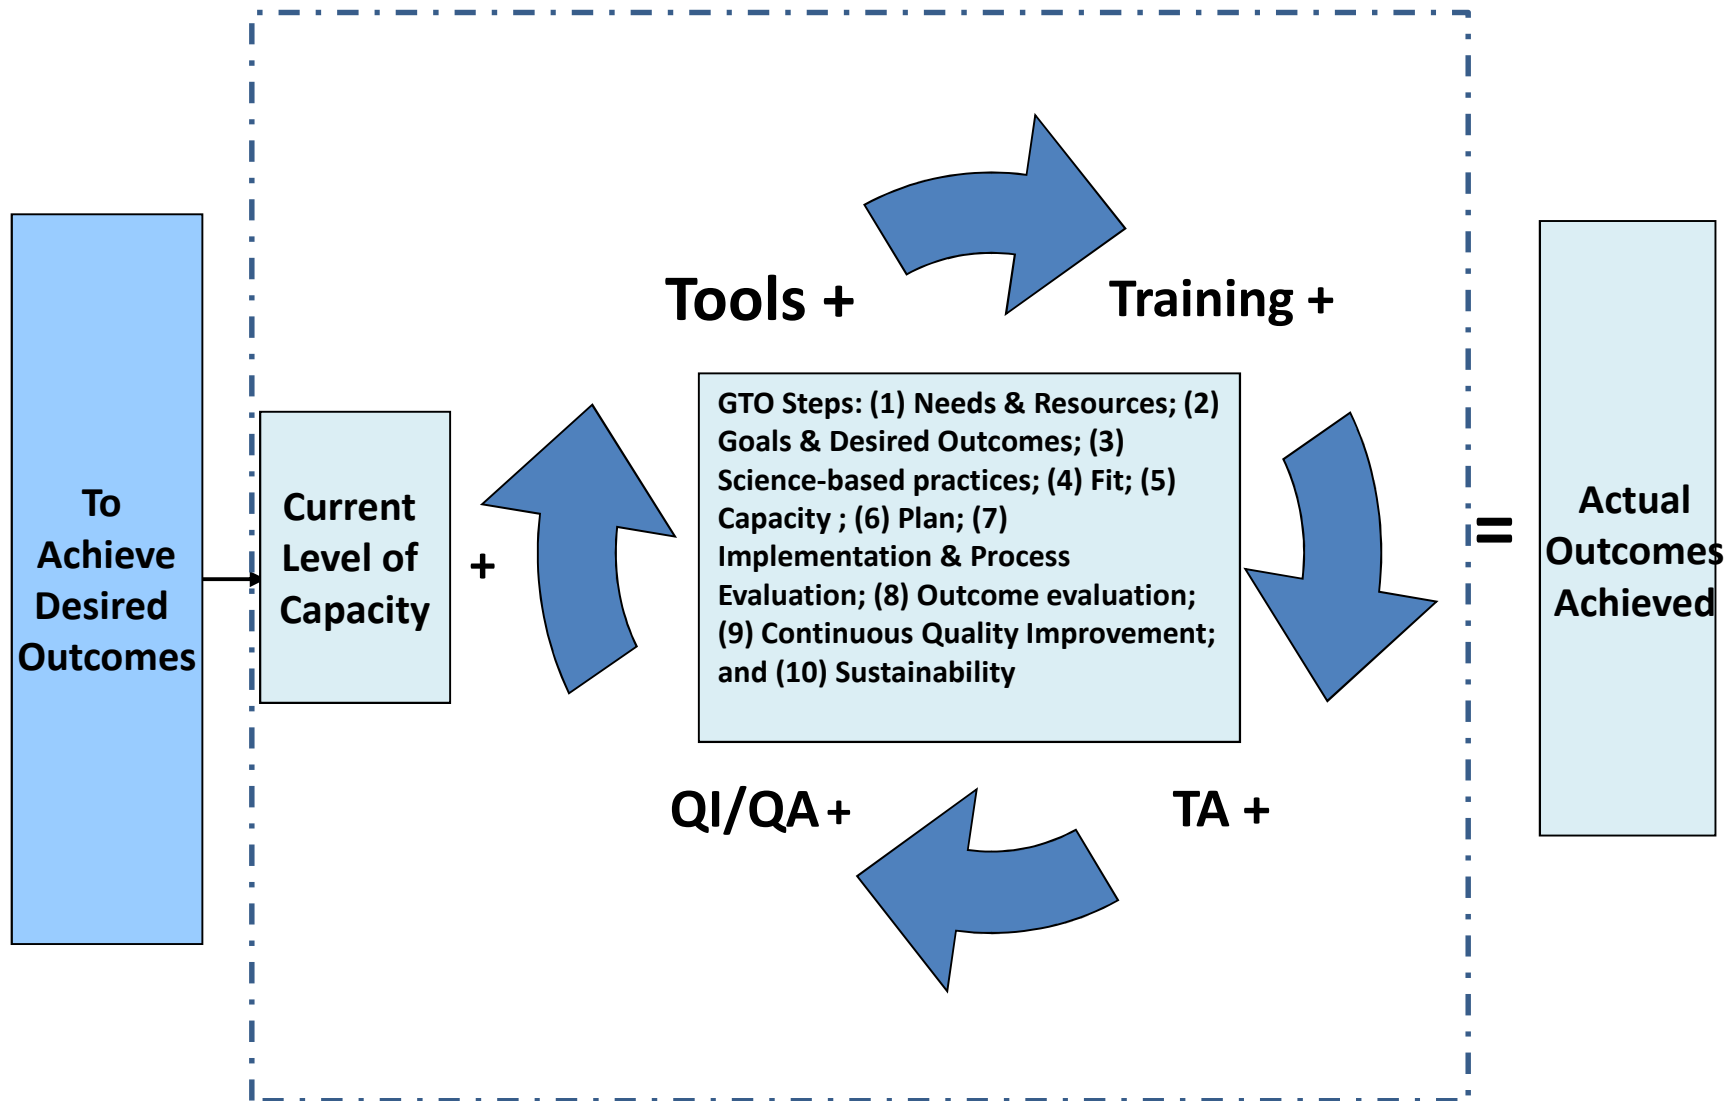 To
Achieve
Desired
Outcomes
Current
Level of
Capacity
+
Tools +
Training +
GTO Steps: (1) Needs & Resources; (2)
Goals & Desired Outcomes; (3)
Science-based practices; (4) Fit; (5)
Capacity ; (6) Plan; (7)
Implementation & Process
Evaluation; (8) Outcome evaluation;
(9) Continuous Quality Improvement;
and (10) Sustainability
QI/QA +
TA +
=
Actual
Outcomes
Achieved